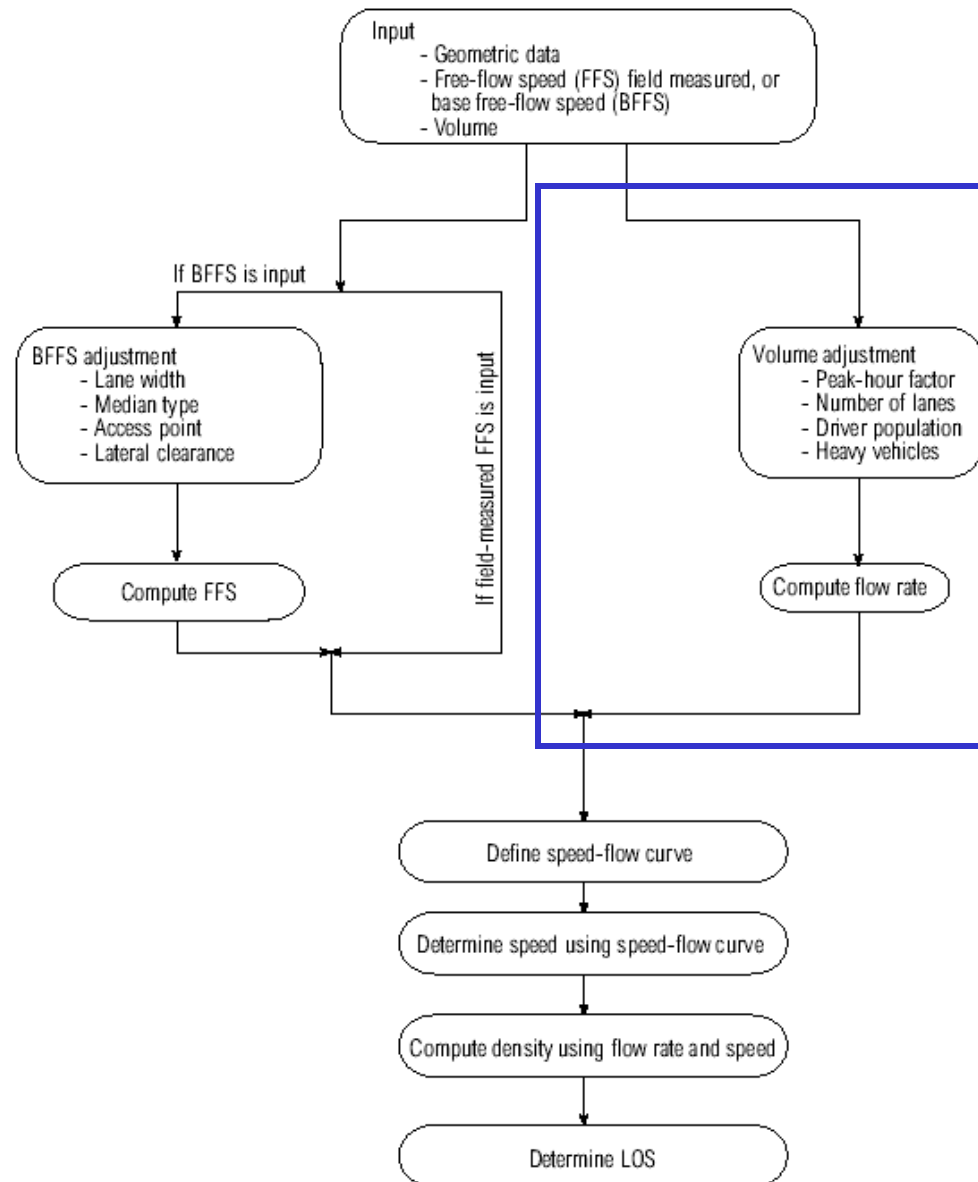 Input
- Geometric data
- Free-flow speed (FFS) field measured, or
base free-flow speed (BFFS)
- Volume
If BFFS is input
BFFS adjustment
- Lane width
- Median type
- Access point
- Lateral clearance
If field-measured FFS is input
Volume adjustment
- Peak-hour factor
- Number of lanes
- Driver population
- Heavy vehicles
Compute FFS
Compute flow rate
Define speed-flow curve
Determine speed using speed-flow curve
Compute density using flow rate and speed
Determine LOS